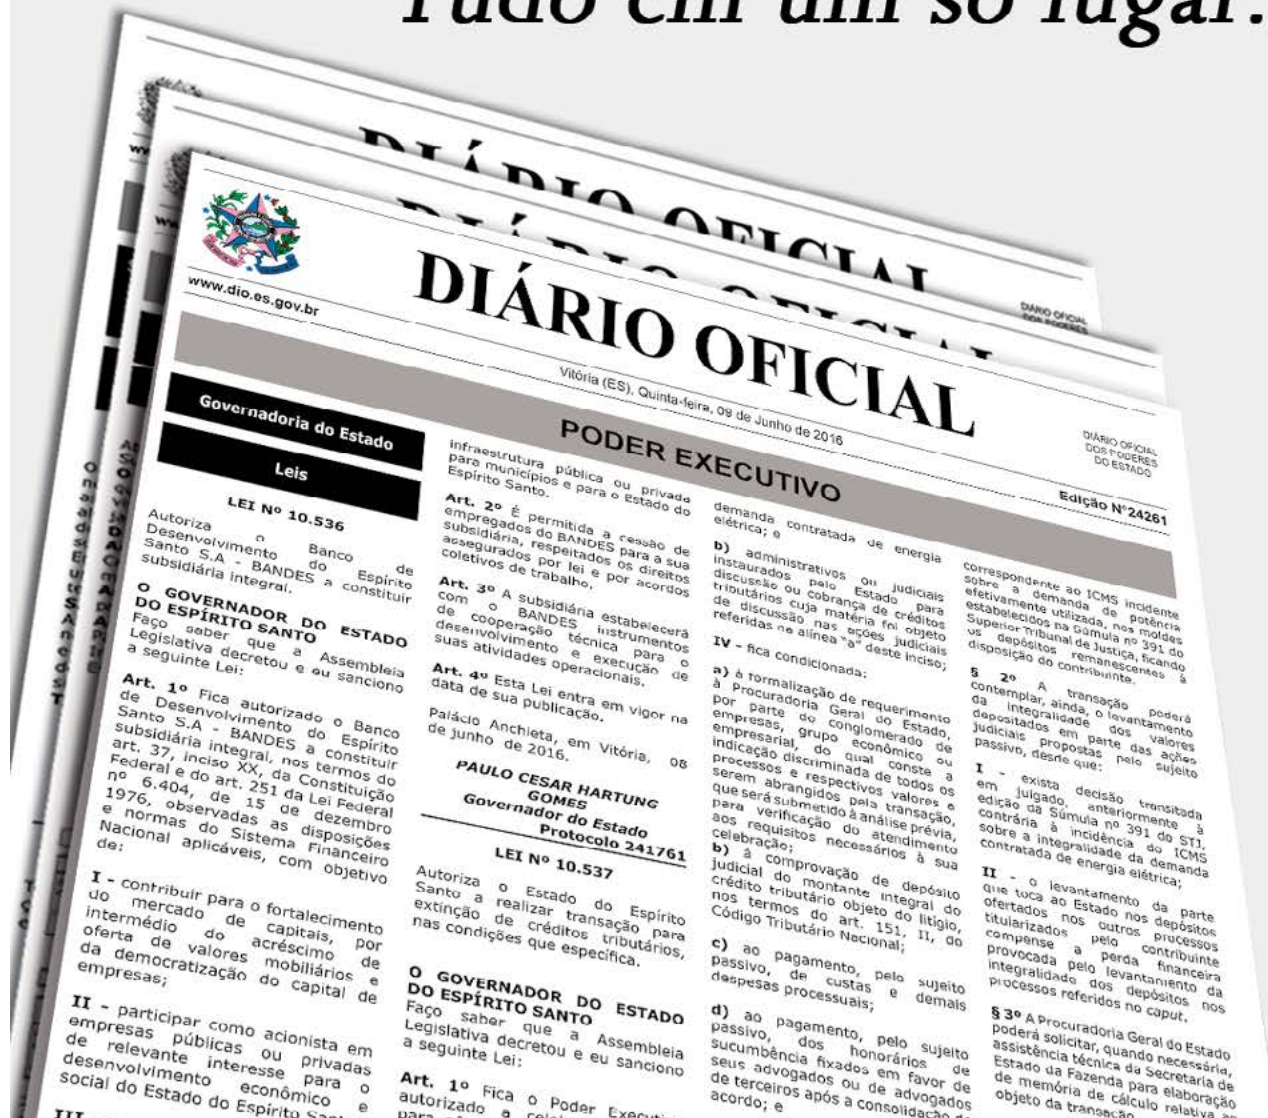 Tudo em um só lugar.
DIÁRIO OFICIAL
DIÁRIO OFICIAL
DIÁRIO OFICIAL
DOS PODERES
DIÁRIO OFICIAL
www.dio.es.gov.br
Vitória (ES), Quinta-feira, 09 de Junho de 2016
DIÁRIO OFICIAL
DOS PODERES
DO ESTADO
Edição N°24261
PODER EXECUTIVO
Governadoria do Estado
Leis
LEI Nº 10.536
Autoriza o Banco de
Desenvolvimento do Espírito
Santo S.A - BANDES a constituir
subsidiária integral.
O GOVERNADOR DO ESTADO
DO ESPÍRITO SANTO
Faço saber que a Assembleia
Legislativa decretou e eu sanciono
a seguinte Lei:
Art. 1º Fica autorizado o Banco
de Desenvolvimento do Espírito
Santo S.A - BANDES a constituir
subsidiária integral, nos termos do
art. 37, inciso XX, da Constituição
Federal e do art. 251 da Lei Federal
nº 6.404, de 15 de dezembro
1976, observadas as disposições
e normas do Sistema Financeiro
Nacional aplicáveis, com objetivo
de:
I - contribuir para o fortalecimento
do mercado de capitais, por
intermédio do acréscimo de
oferta de valores mobiliários e
da democratização do capital de
empresas;
II - participar como acionista em
empresas públicas ou privadas
de relevante interesse para o
desenvolvimento econômico e
social do Estado do Espírito
III
infraestrutura pública ou privada
para municípios e para o Estado do
Espírito Santo.
Art. 2º É permitida a cessão de
empregados do BANDES para a sua
subsidiária, respeitados os direitos
assegurados por lei e por acordos
coletivos de trabalho.
Art. 3º A subsidiária estabelecerá
com o BANDES instrumentos
de cooperação técnica para o
desenvolvimento e execução de
suas atividades operacionais.
Art. 4º Esta Lei entra em vigor na
data de sua publicação.
Palácio Anchieta, em Vitória, 08
de junho de 2016.
PAULO CESAR HARTUNG
GOMES
Governador do Estado
Protocolo 241761
LEI Nº 10.537
Autoriza o Estado do Espírito
Santo a realizar transação para
extinção de créditos tributários,
nas condições que específica.
O GOVERNADOR DO ESTADO
DO ESPÍRITO SANTO
Faço saber que a Assembleia
Legislativa decretou e eu sanciono
a seguinte Lei:
Art. 1º Fica o Poder
autorizado a
demanda contratada de energia
elétrica; e
b) administrativos ou judiciais
instaurados pelo Estado para
discussão ou cobrança de créditos
tributários cuja matéria foi objeto
de discussão nas ações judiciais
referidas na alínea "a" deste inciso;
IV - fica condicionada:
a) à formalização de requerimento
à Procuradoria Geral do Estado,
por parte do conglomerado de
empresas, grupo econômico ou
empresarial, do qual conste a
indicação discriminada de todos os
processos e respectivos valores a
serem abrangidos pela transação,
que será submetido à análise prévia,
para verificação do atendimento
aos requisitos necessários à sua
celebração;
b) à comprovação de depósito
judicial do montante integral do
crédito tributário objeto do litígio,
nos termos do art. 151, II, do
Código Tributário Nacional;
c) ao pagamento, pelo sujeito
passivo, de custas e demais
despesas processuais;
d) ao pagamento, pelo sujeito
passivo, dos honorários de
sucumbência fixados em favor de
seus advogados ou de advogados
de terceiros após a consolidação do
acordo; e
correspondente ao ICMS incidente
sobre a demanda de potência
efetivamente utilizada, nos moldes
estabelecidos na Súmula nº 391 do
Superior Tribunal de Justiça, ficando
os depósitos remanescentes à
disposição do contribuinte.
§ 2º A transação poderá
contemplar, ainda, o levantamento
da integralidade dos valores
depositados em parte das ações
judiciais propostas pelo sujeito
passivo, desde que:
I - exista decisão transitada
em julgado, anteriormente à
edição da Súmula nº 391 do STJ,
contrária à incidência do ICMS
sobre a integralidade da demanda
contratada de energia elétrica;
II - o levantamento da parte
que toca ao Estado nos depósitos
ofertados nos outros processos
titularizados pelo contribuinte
compense a perda financeira
provocada pelo levantamento da
integralidade dos depósitos nos
processos referidos no caput.
§ 3º A Procuradoria Geral do Estado
poderá solicitar, quando necessária,
assistência técnica da Secretaria de
Estado da Fazenda para elaboração
de memória de cálculo relativa
objeto da transação